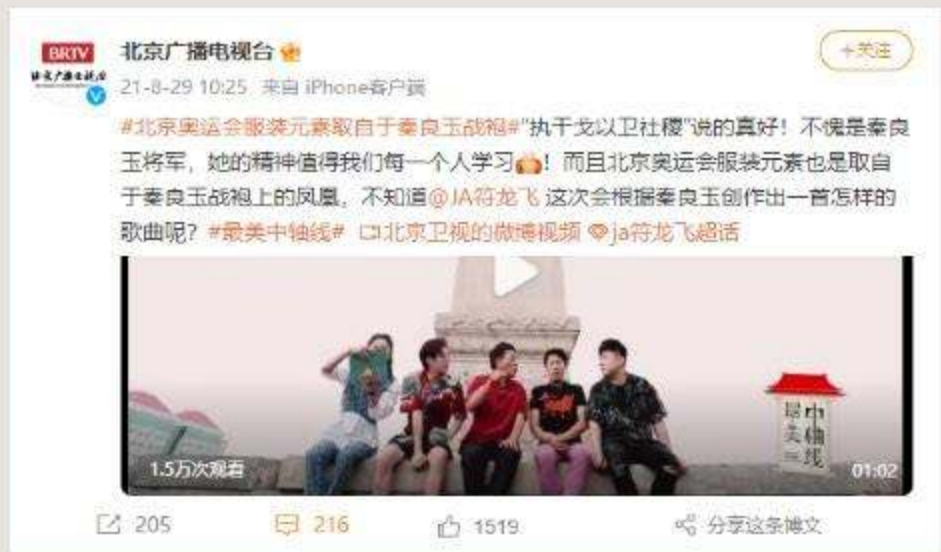 BRTV
北京广播电视台
北京广播电视台
+关注
21-8-29 10:25 来自 iPhone客户端
#北京奥运会服装元素取自于秦良玉战袍#"执干戈以卫社稷"说的真好！不愧是秦良
玉将军，她的精神值得我们每一个人学习！而且北京奥运会服装元素也是取自
于秦良玉战袍上的凤凰，不知道@JA符龙飞 这次会根据秦良玉创作出一首怎样的
歌曲呢？#最美中轴线# 北京卫视的微博视频 ja符龙飞超话
最美中轴线
1.5万次观看
01:02
205
216
1519
分享这条博文